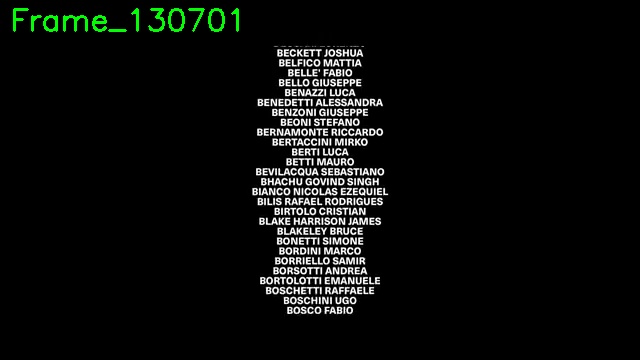 Frame_130701
BECKETT JOSHUA
BELFICO MATTIA
BELLE' FABIO
BELLO GIUSEPPE
BENAZZI LUCA
BENEDETTI ALESSANDRA
BENZONI GIUSEPPE
BEONI STEFANO
BERNAMONTE RICCARDO
BERTACCINI MIRKO
BERTI LUCA
BETTI MAURO
BEVILACQUA SEBASTIANO
BHACHU GOVIND SINGH
BIANCO NICOLAS EZEQUIEL
BILIS RAFAEL RODRIGUES
BIRTOLO CRISTIAN
BLAKE HARRISON JAMES
BLAKELEY BRUCE
BONETTI SIMONE
BORDINI MARCO
BORRIELLO SAMIR
BORSOTTI ANDREA
BORTOLOTTI EMANUELE
BOSCHETTI RAFFAELE
BOSCHINI UGO
BOSCO FABIO